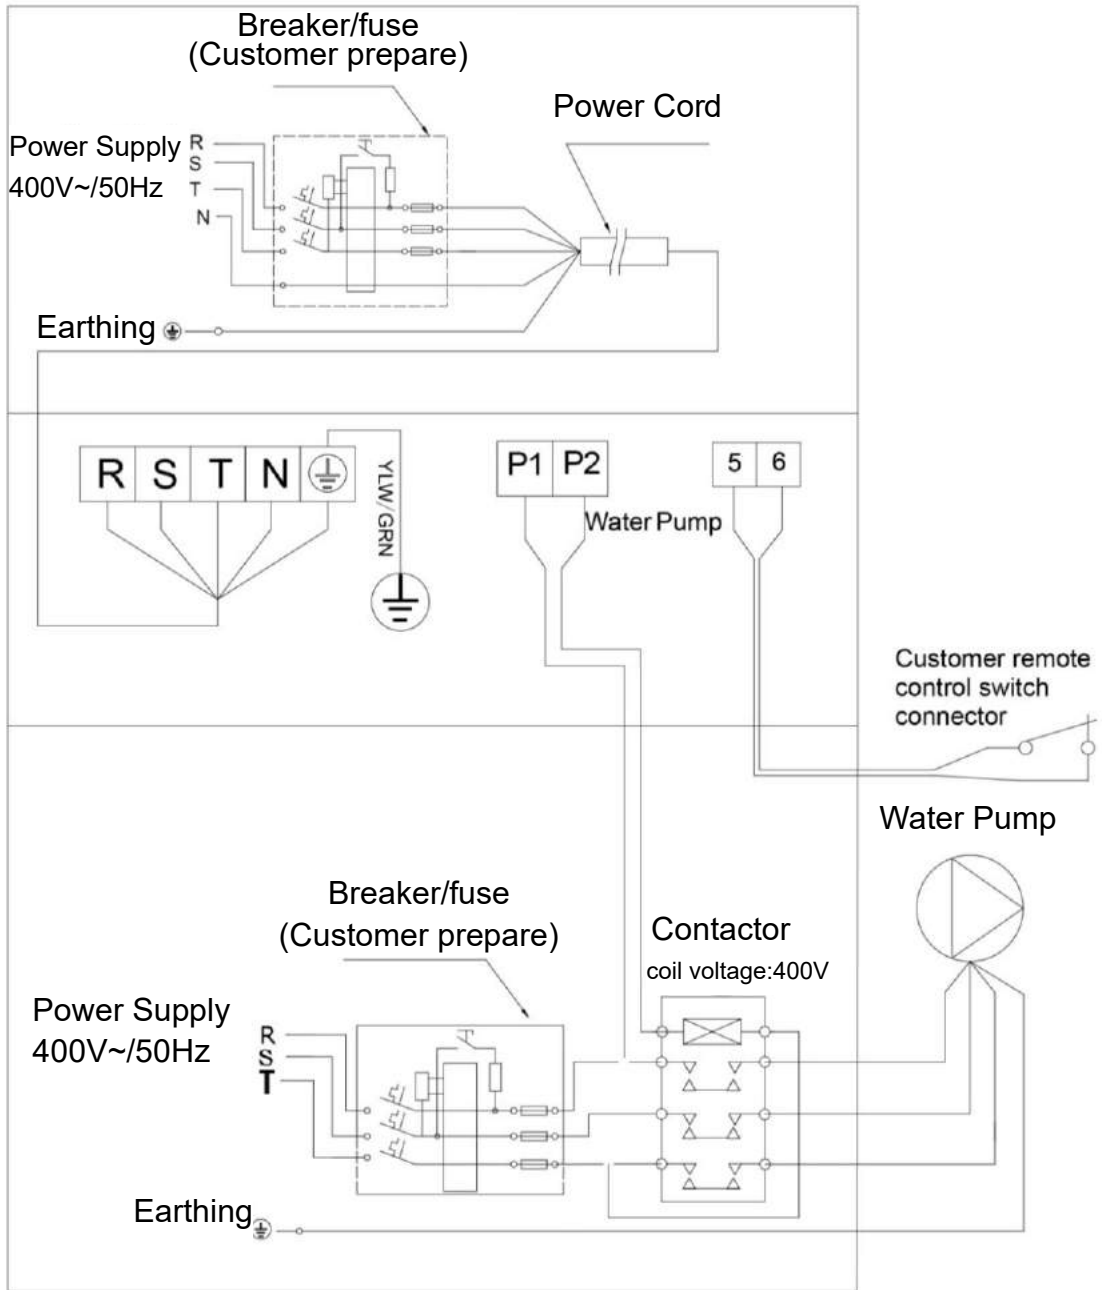 Breaker/fuse
(Customer prepare)
Power Cord
Power Supply
400V~/50Hz
R
S
T
N
Earthing
R S T N
YLW/GRN
P1 P2
Water Pump
5 6
Customer remote
control switch
connector
Water Pump
Breaker/fuse
(Customer prepare)
Contactor
coil voltage:400V
Power Supply
400V~/50Hz
R
S
T
Earthing